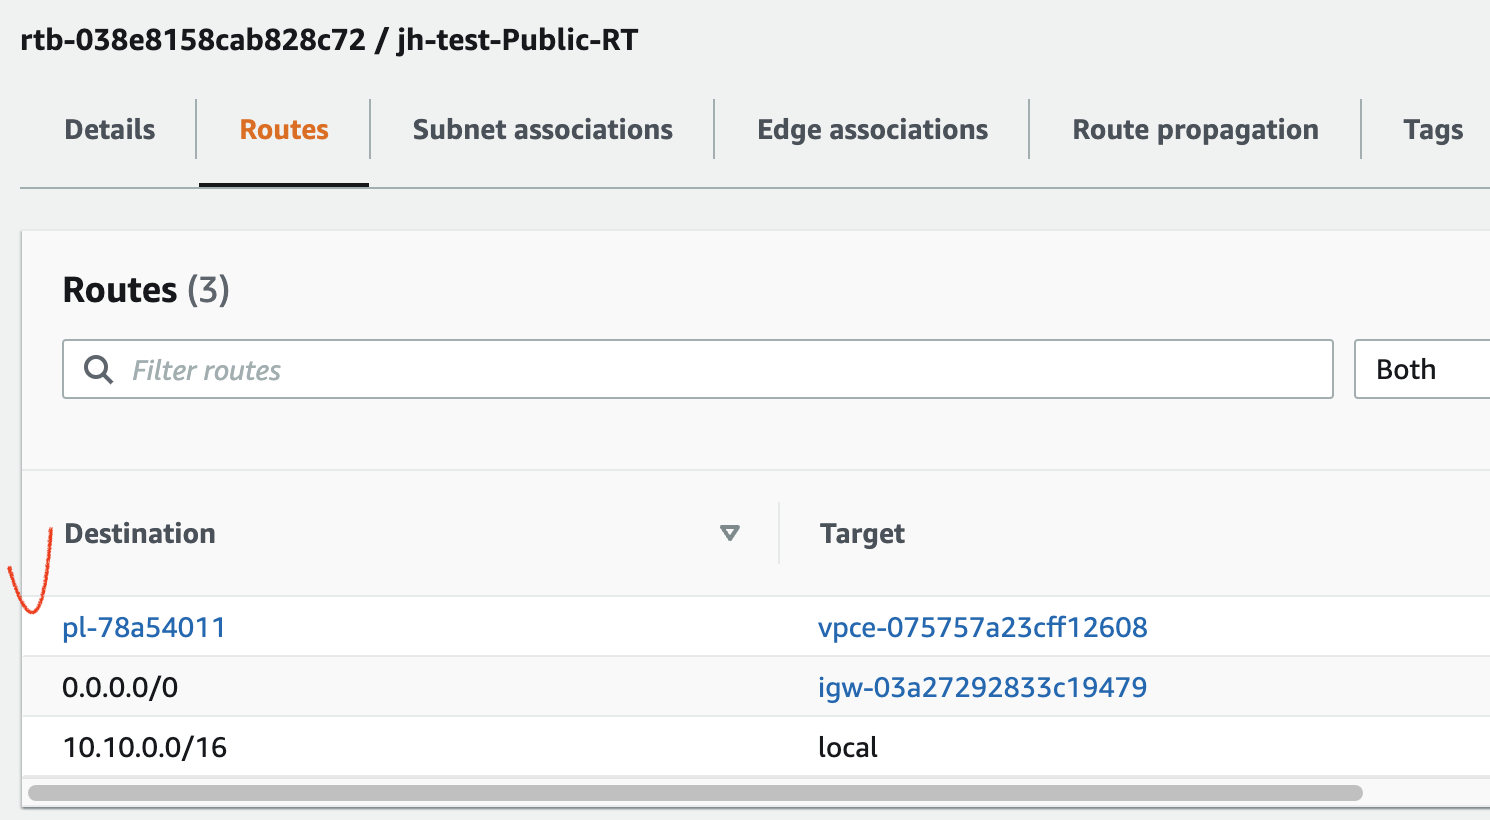 rtb-038e8158cab828c72 / jh-test-Public-RT
Details Routes Subnet associations Edge associations Route propagation Tags
Routes (3)
Filter routes Both
Destination Target
pl-78a54011 vpce-075757a23cff12608
0.0.0.0/0 igw-03a27292833c19479
10.10.0.0/16 local